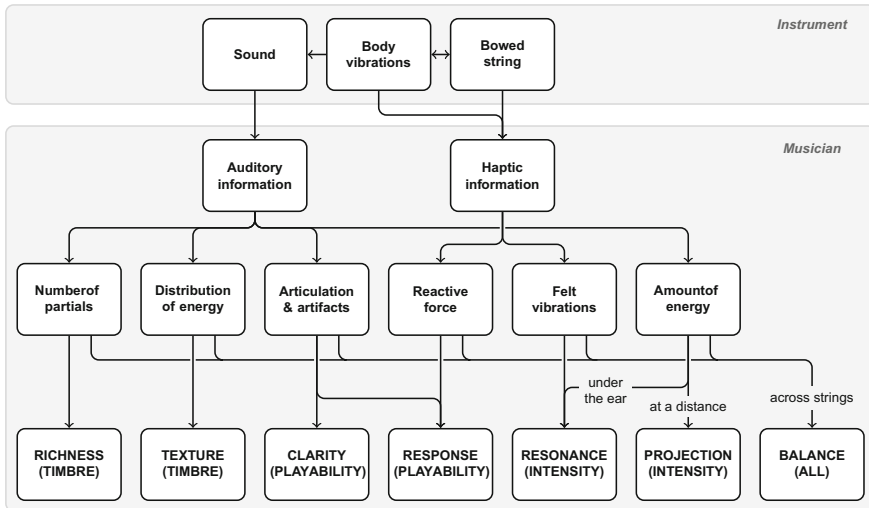 Instrument
Sound
Body
vibrations
Bowed
string
Musician
Auditory
information
Haptic
information
Numberof
partials
Distribution
of energy
Articulation
& artifacts
Reactive
force
Felt
vibrations
Amountof
energy
under
the ear
at a distance
across strings
RICHNESS
(TIMBRE)
TEXTURE
(TIMBRE)
CLARITY
(PLAYABILITY)
RESPONSE
(PLAYABILITY)
RESONANCE
(INTENSITY)
PROJECTION
(INTENSITY)
BALANCE
(ALL)